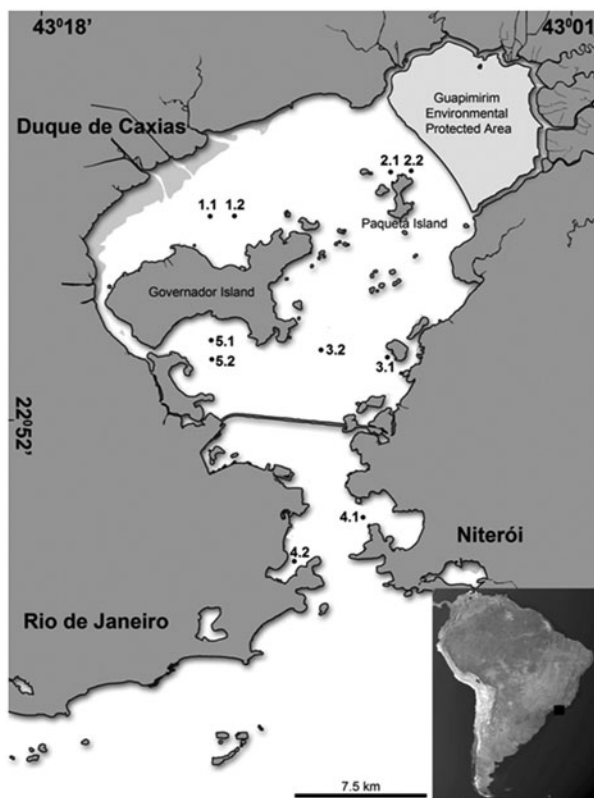 43⁰18'
43⁰01'
Guapimirim
Environmental
Protected Area
Duque de Caxias
2.1 2.2
1.1 1.2
Paquetá Island
Governador Island
5.1
5.2
3.2
3.1
22⁰52'
4.1
4.2
Niterói
Rio de Janeiro
7.5 km